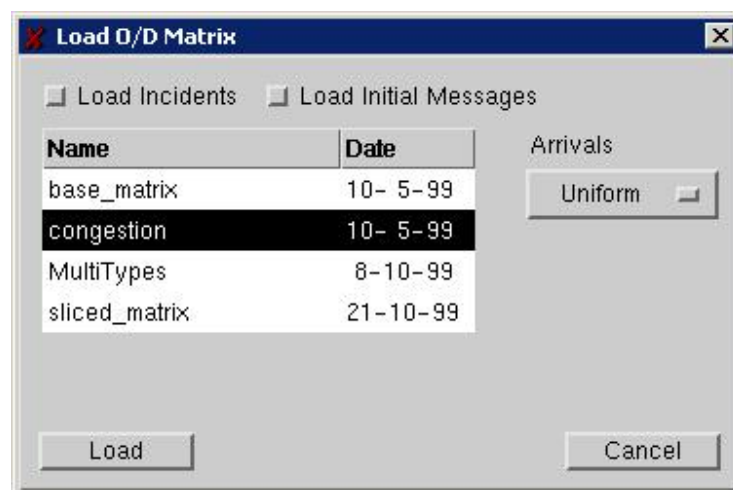 Load O/D Matrix
Load Incidents Load Initial Messages
Name Date Arrivals
base_matrix 10- 5-99 Uniform
congestion 10- 5-99
MultiTypes 8-10-99
sliced_matrix 21-10-99
Load Cancel